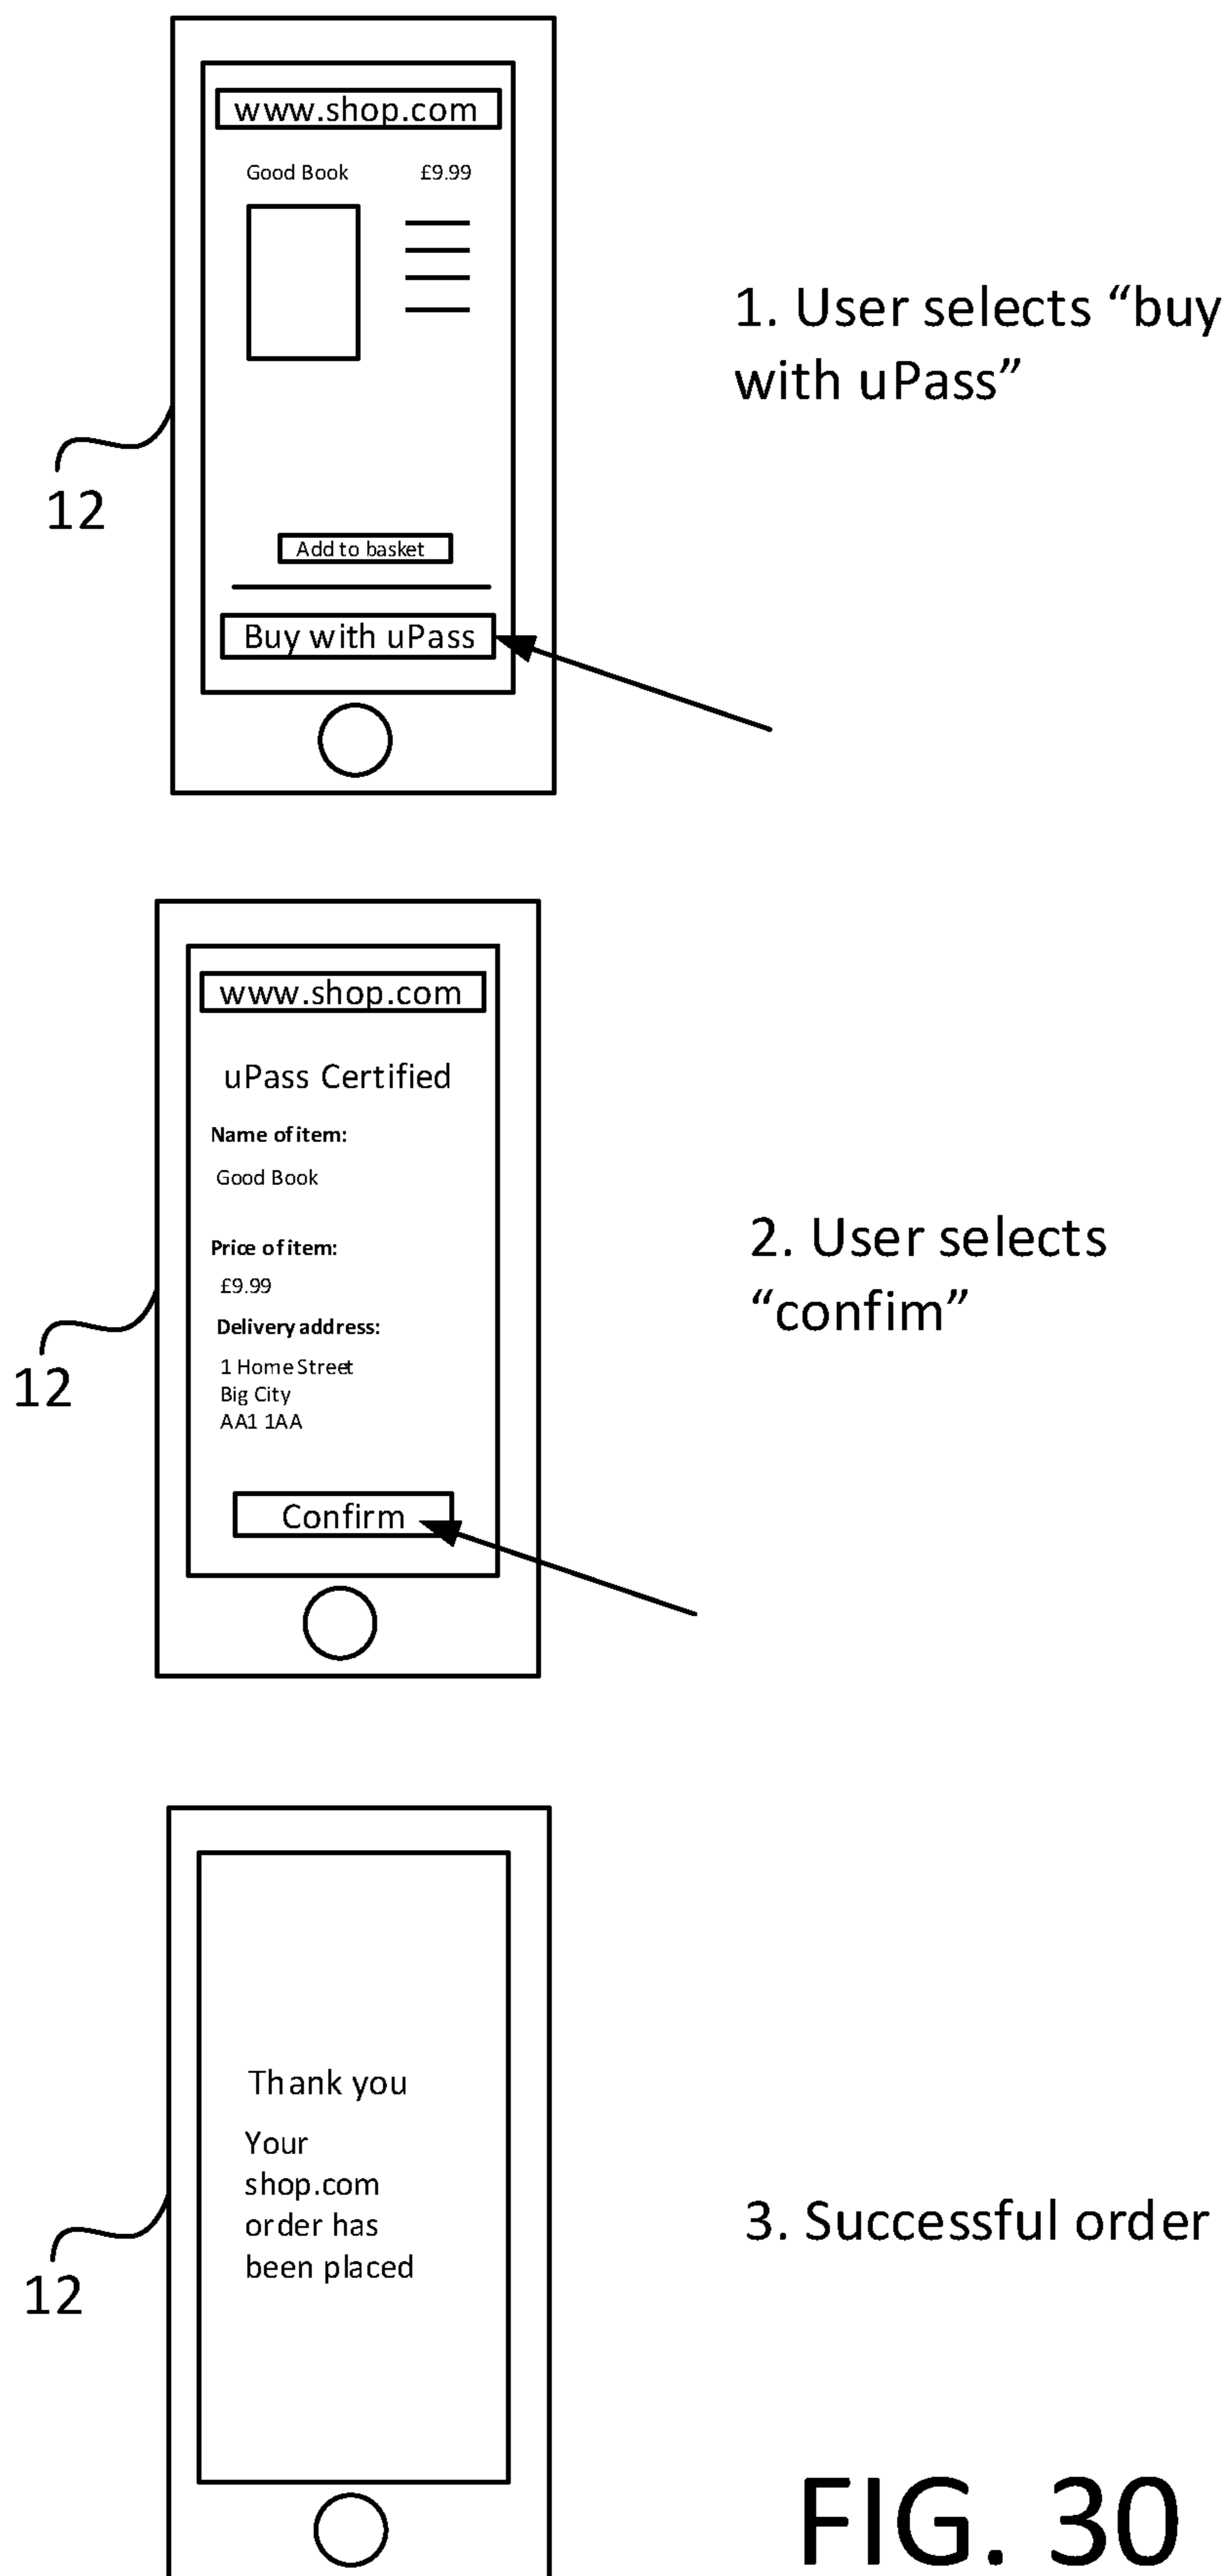 www.shop.com
Good Book £9.99
1. User selects “buy
with uPass”
12
Add to basket
Buy with uPass
www.shop.com
uPass Certified
Name of item:
Good Book
Price of item:
£9.99
Delivery address:
1 Home Street
Big City
AA1 1AA
Confirm
2. User selects
“confim”
12
Thank you
Your
shop.com
order has
been placed
3. Successful order
12
FIG. 30